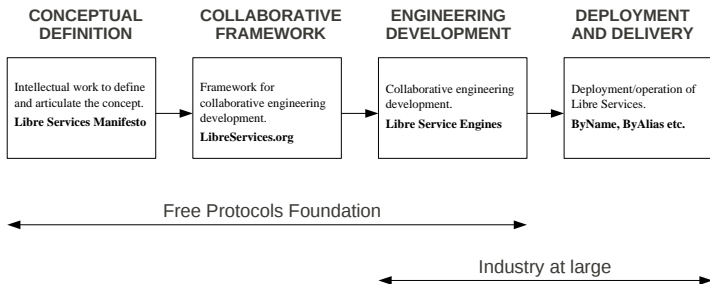 CONCEPTUAL
DEFINITION
COLLABORATIVE
FRAMEWORK
ENGINEERING
DEVELOPMENT
DEPLOYMENT
AND DELIVERY
Intellectual work to define
and articulate the concept.
Libre Services Manifesto
Framework for
collaborative engineering
development.
LibreServices.org
Collaborative engineering
development.
Libre Service Engines
Deployment/operation of
Libre Services.
ByName, ByAlias etc.
Free Protocols Foundation
Industry at large